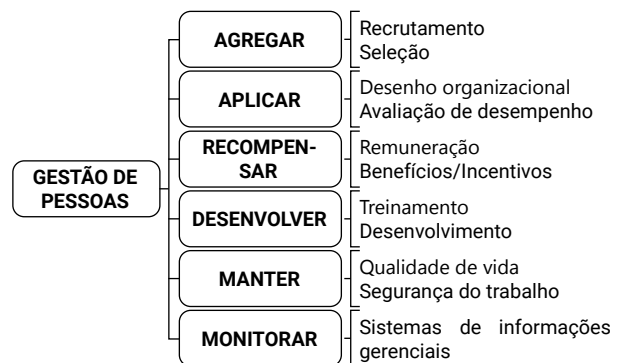 GESTÃO DE
PESSOAS
AGREGAR
Recrutamento
Seleção
APLICAR
Desenho organizacional
Avaliação de desempenho
RECOMPEN-
SAR
Remuneração
Benefícios/Incentivos
DESENVOLVER
Treinamento
Desenvolvimento
MANTER
Qualidade de vida
Segurança do trabalho
MONITORAR
Sistemas de informações
gerenciais